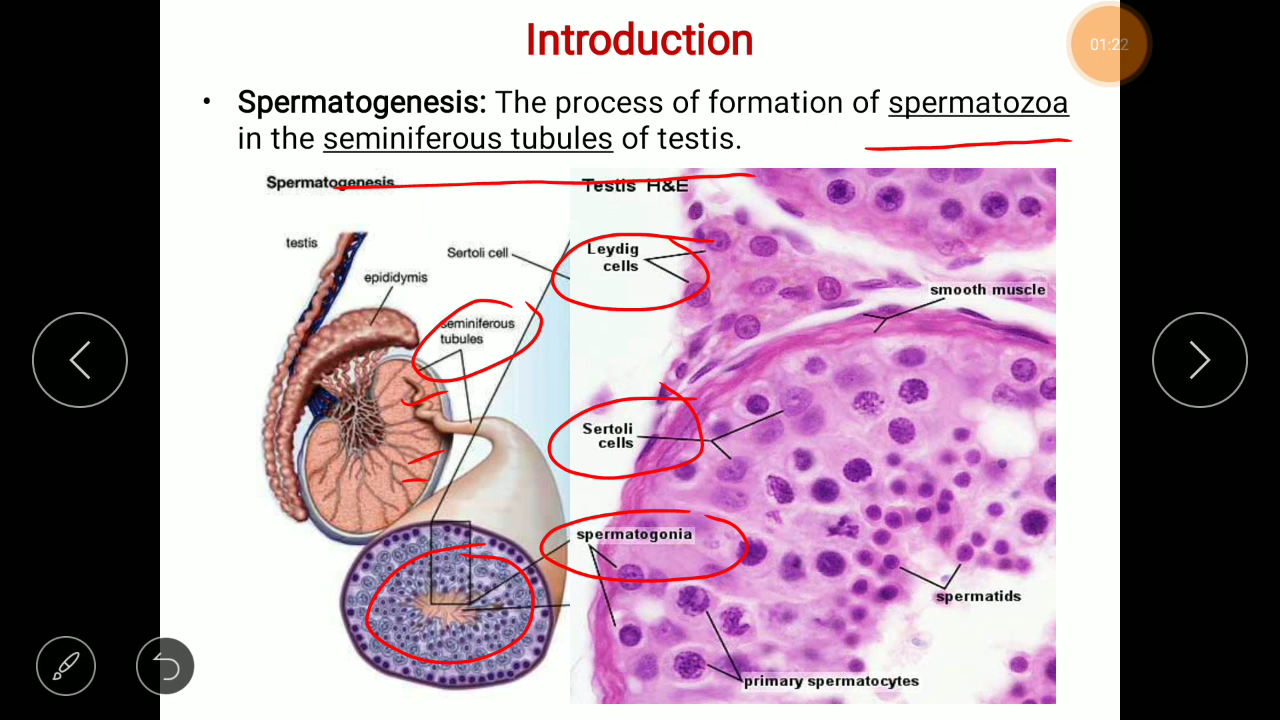 Introduction
01:22
• Spermatogenesis: The process of formation of spermatozoa
in the seminiferous tubules of testis.
Spermatogenesis
testis
epididymis
Sertoli cell
seminiferous
tubules
Testis H&E
Leydig
cells
smooth muscle
Sertoli
cells
spermatogonia
spermatids
primary spermatocytes